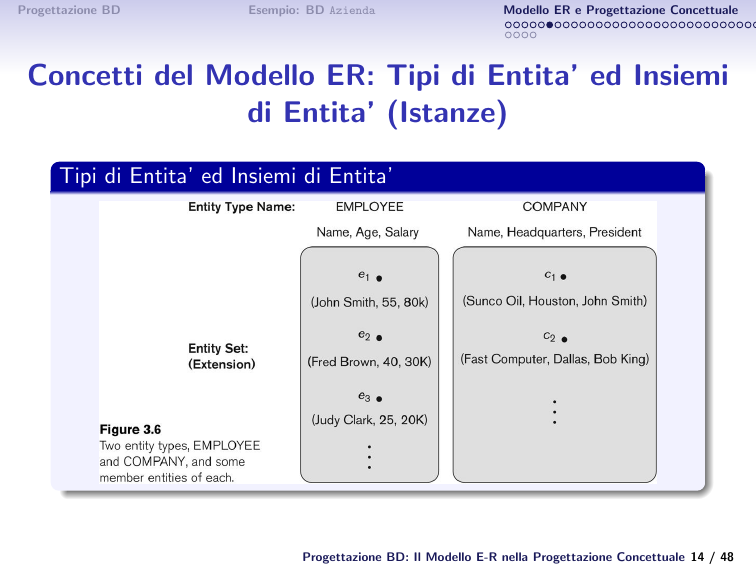 Progettazione BD Esempio: BD Azienda Modello ER e Progettazione Concettuale
Concetti del Modello ER: Tipi di Entita' ed Insiemi
di Entita' (Istanze)
Tipi di Entita' ed Insiemi di Entita'
Entity Type Name: EMPLOYEE COMPANY
Name, Age, Salary Name, Headquarters, President
e1 • c1 •
(John Smith, 55, 80k) (Sunco Oil, Houston, John Smith)
e2 • c2 •
Entity Set:
(Extension) (Fred Brown, 40, 30K) (Fast Computer, Dallas, Bob King)
e3 •
(Judy Clark, 25, 20K)
Figure 3.6
Two entity types, EMPLOYEE
and COMPANY, and some
member entities of each.
Progettazione BD: Il Modello E-R nella Progettazione Concettuale 14 / 48